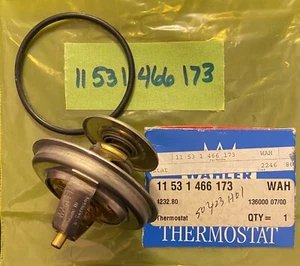 11 531 466 173
11 53 1 466 173 WAH
2246
WAHLER
11 53 1 466 173 WAH
4232.80 136000 07/00
Thermostat QTY= 1
THERMOSTAT